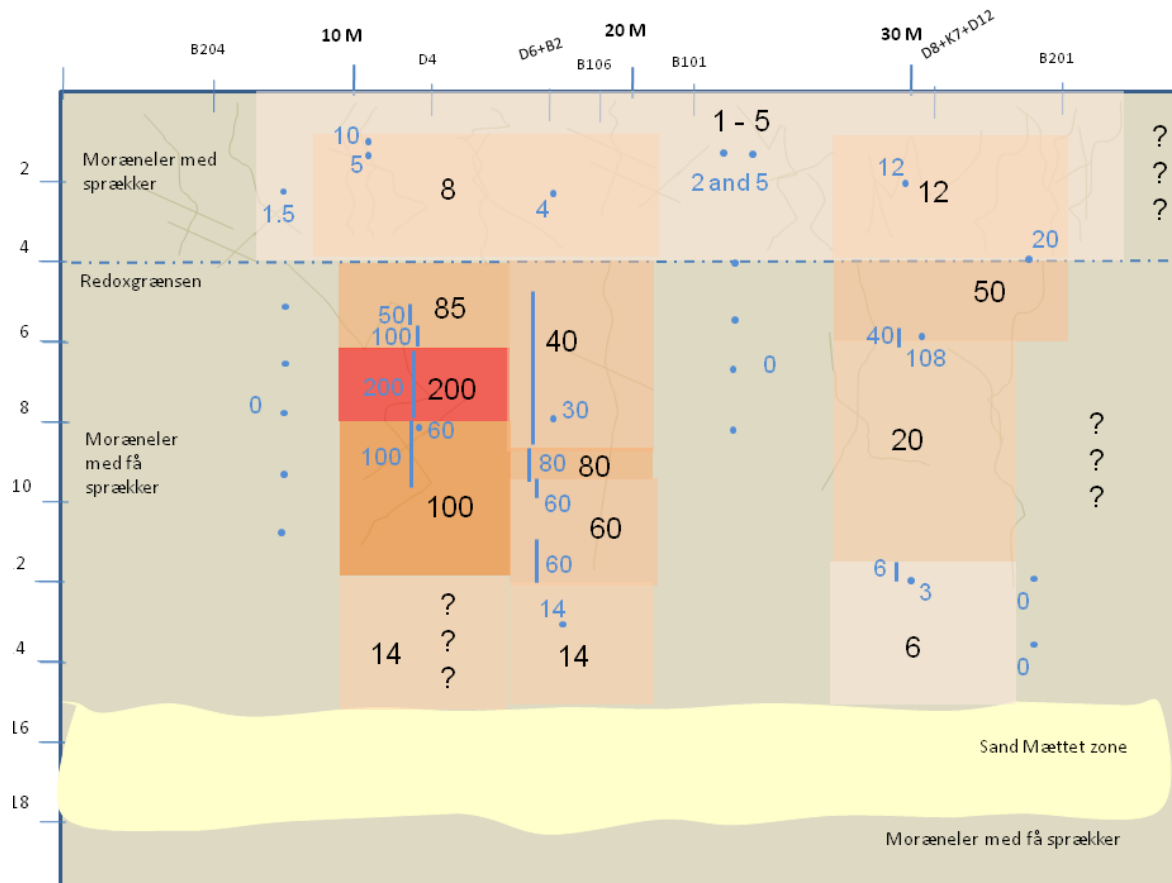 10 M
20 M
30 M
B204
D4
D6+B2
B106
B101
D8+K7+D12
B201
2
4
6
8
10
12
14
16
18
Moræneler med
sprækker
10
5
1.5
8
4
1 - 5
2 and 5
12
12
20
?
?
?
Redoxgrænsen
50
85
100
200
200
60
100
100
40
30
80
80
60
60
60
0
0
50
40
108
20
?
?
?
Moræneler
med få
sprækker
14
?
?
?
14
14
6
3
6
0
0
Sand Mættet zone
Moræneler med få sprækker